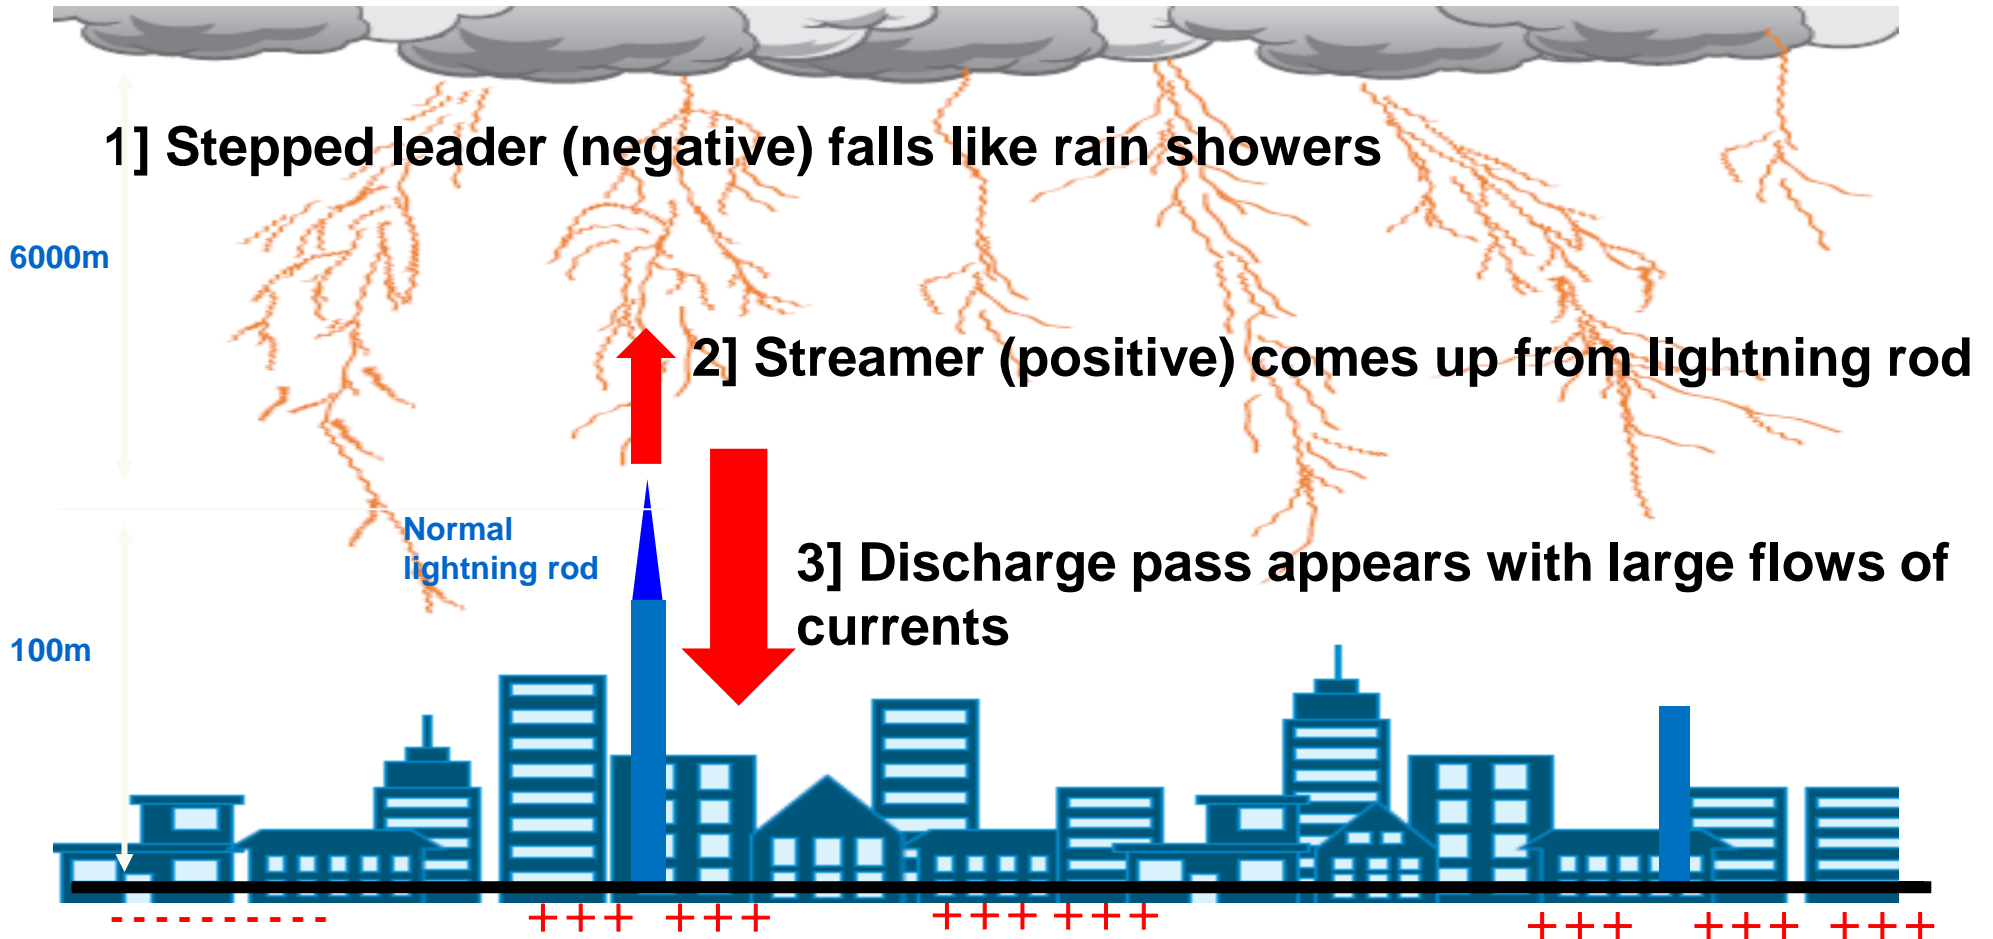 1] Stepped leader (negative) falls like rain showers
6000m
2] Streamer (positive) comes up from lightning rod
Normal
lightning rod
3] Discharge pass appears with large flows of
currents
100m
- - - - - - - - - -
+++ +++
+++ +++
+++ +++ +++